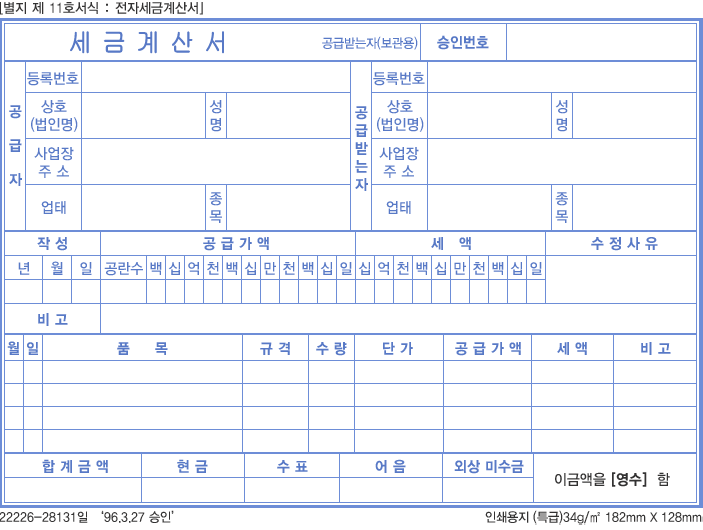 [별지 제 11호서식 : 전자세금계산서]
세 금 계 산 서 공급받는자(보관용) 승인번호
공급자 등록번호 공급받는자 등록번호
상호 (법인명) 성명 상호 (법인명) 성명
사업장 주 소 사업장 주 소
업태 종목 업태 종목
작 성 공 급 가 액 세 액 수 정 사 유
년 월 일 공란수 백 십 억 천 백 십 만 천 백 십 일 십 억 천 백 십 만 천 백 십 일
비 고
월 일 품 목 규 격 수 량 단 가 공 급 가 액 세 액 비 고
합 계 금 액 현 금 수 표 어 음 외상 미수금 이금액을 [영수] 함
22226-28131일 '96,3,27 승인' 인쇄용지 (특급)34g/㎡ 182mm X 128mm